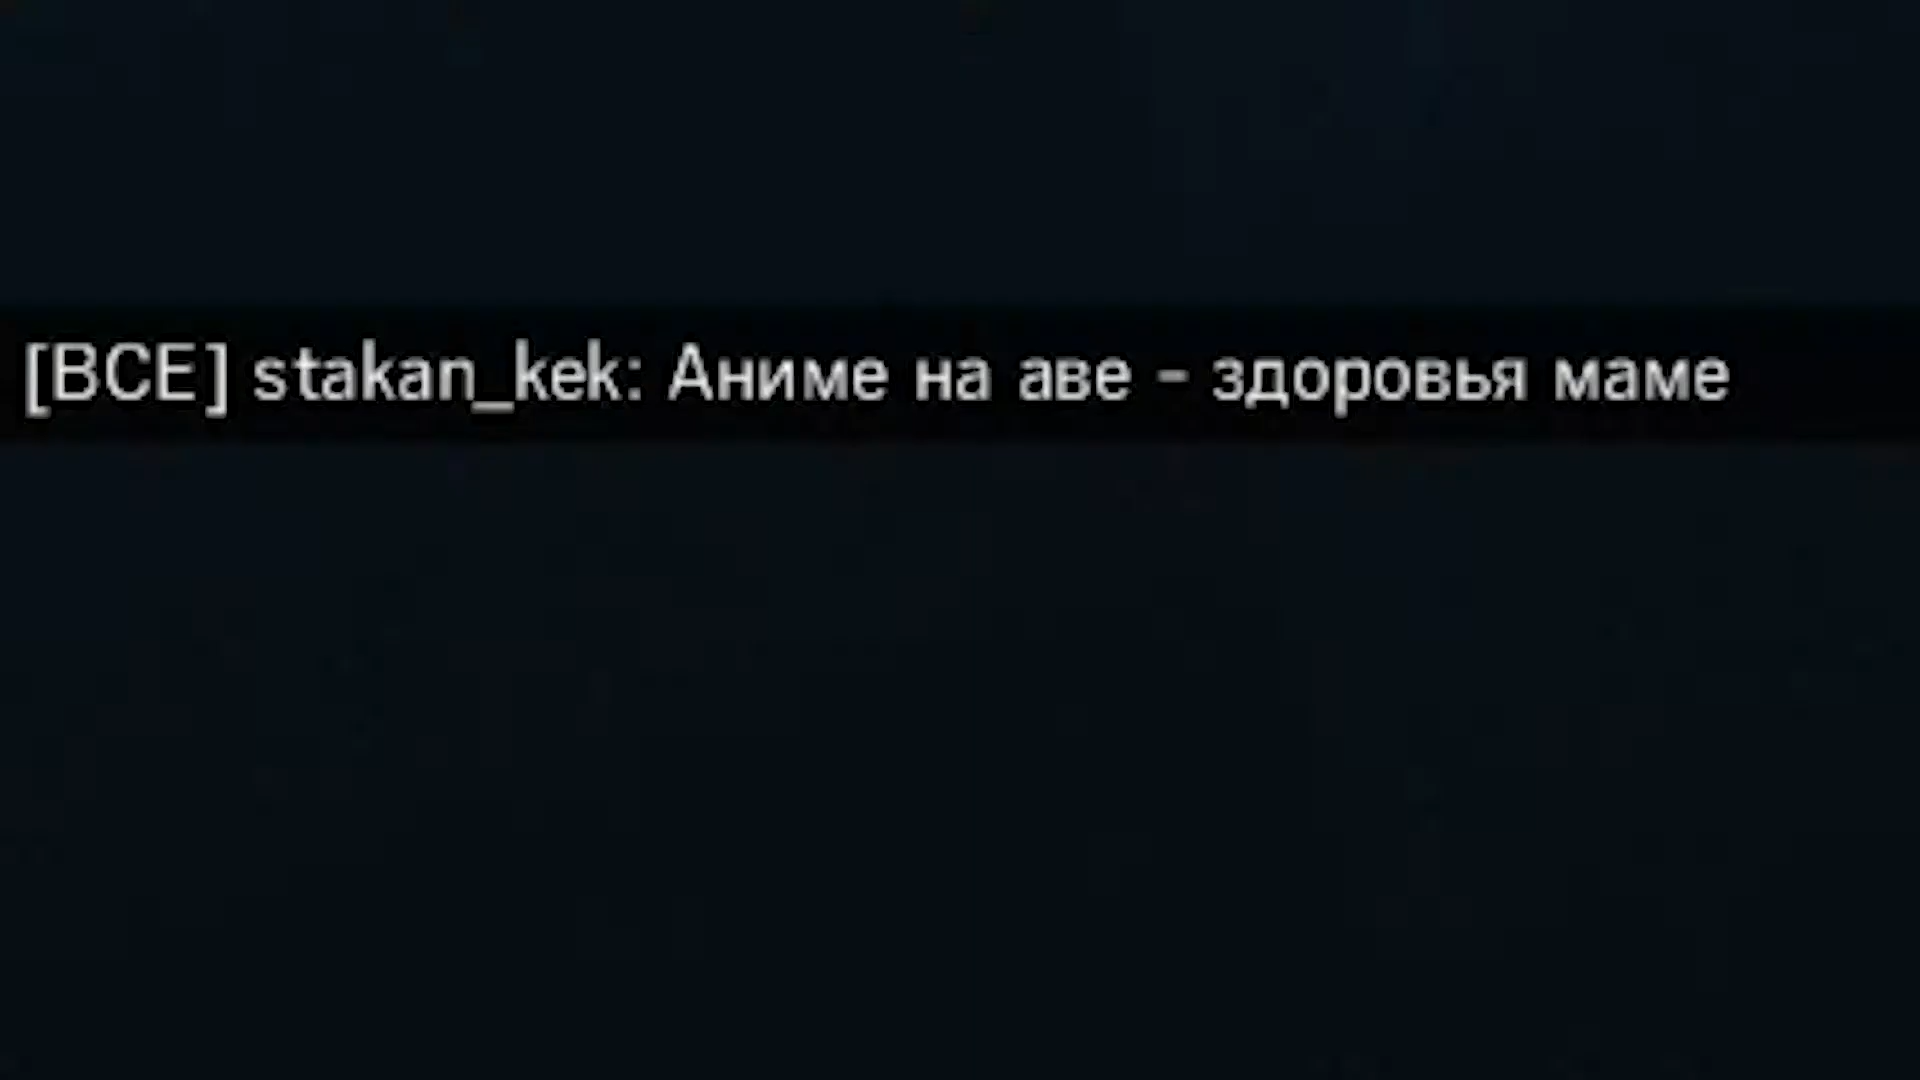 [ВСЕ] stakan_kek: Аниме на аве - здоровья маме